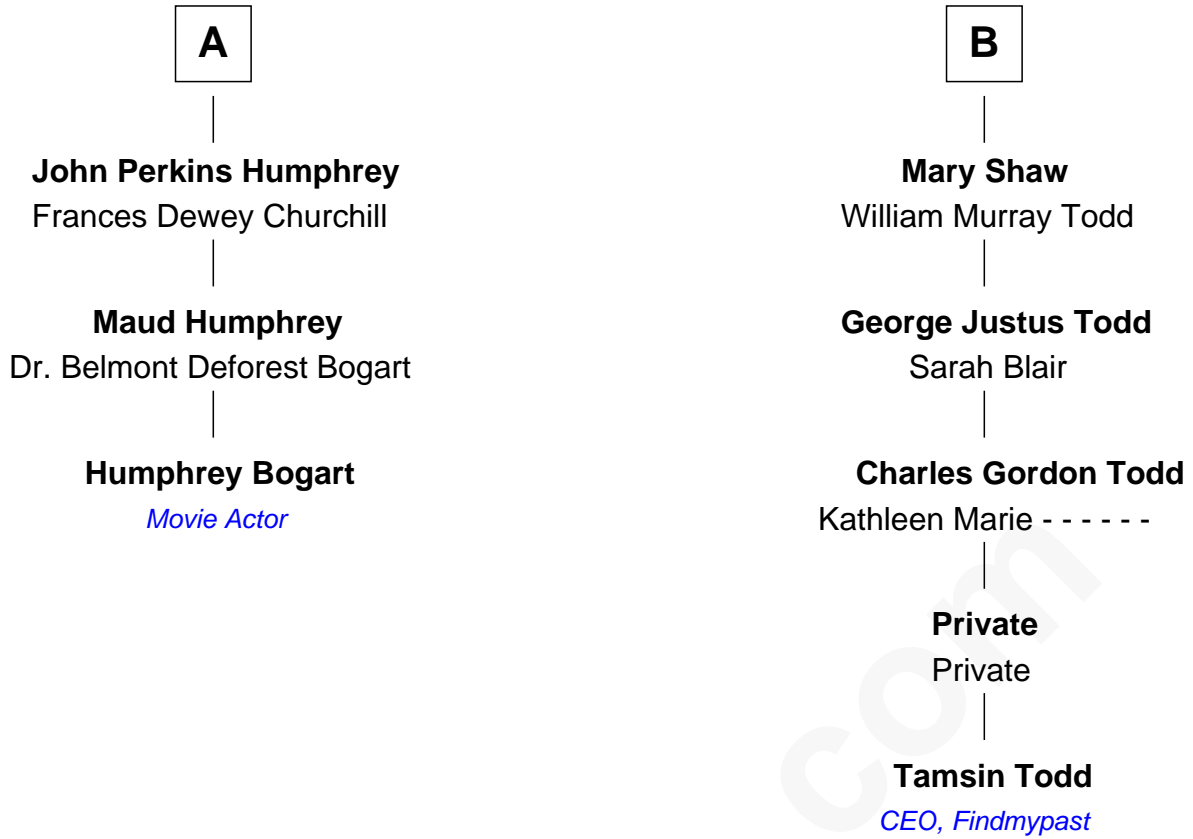 A
John Perkins Humphrey
Frances Dewey Churchill
Maud Humphrey
Dr. Belmont Deforest Bogart
Humphrey Bogart
Movie Actor
B
Mary Shaw
William Murray Todd
George Justus Todd
Sarah Blair
Charles Gordon Todd
Kathleen Marie - - - - - -
Private
Private
Tamsin Todd
CEO, Findmypast
com